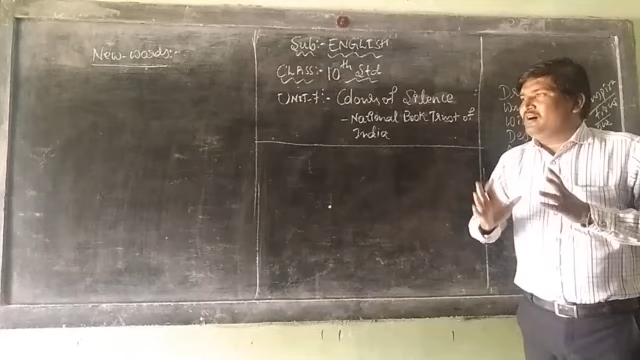 New-words:-
Sub:- ENGLISH
CLASS:- 10th Std
UNIT-7:- Colours of Silence
- National Book Trust of
India